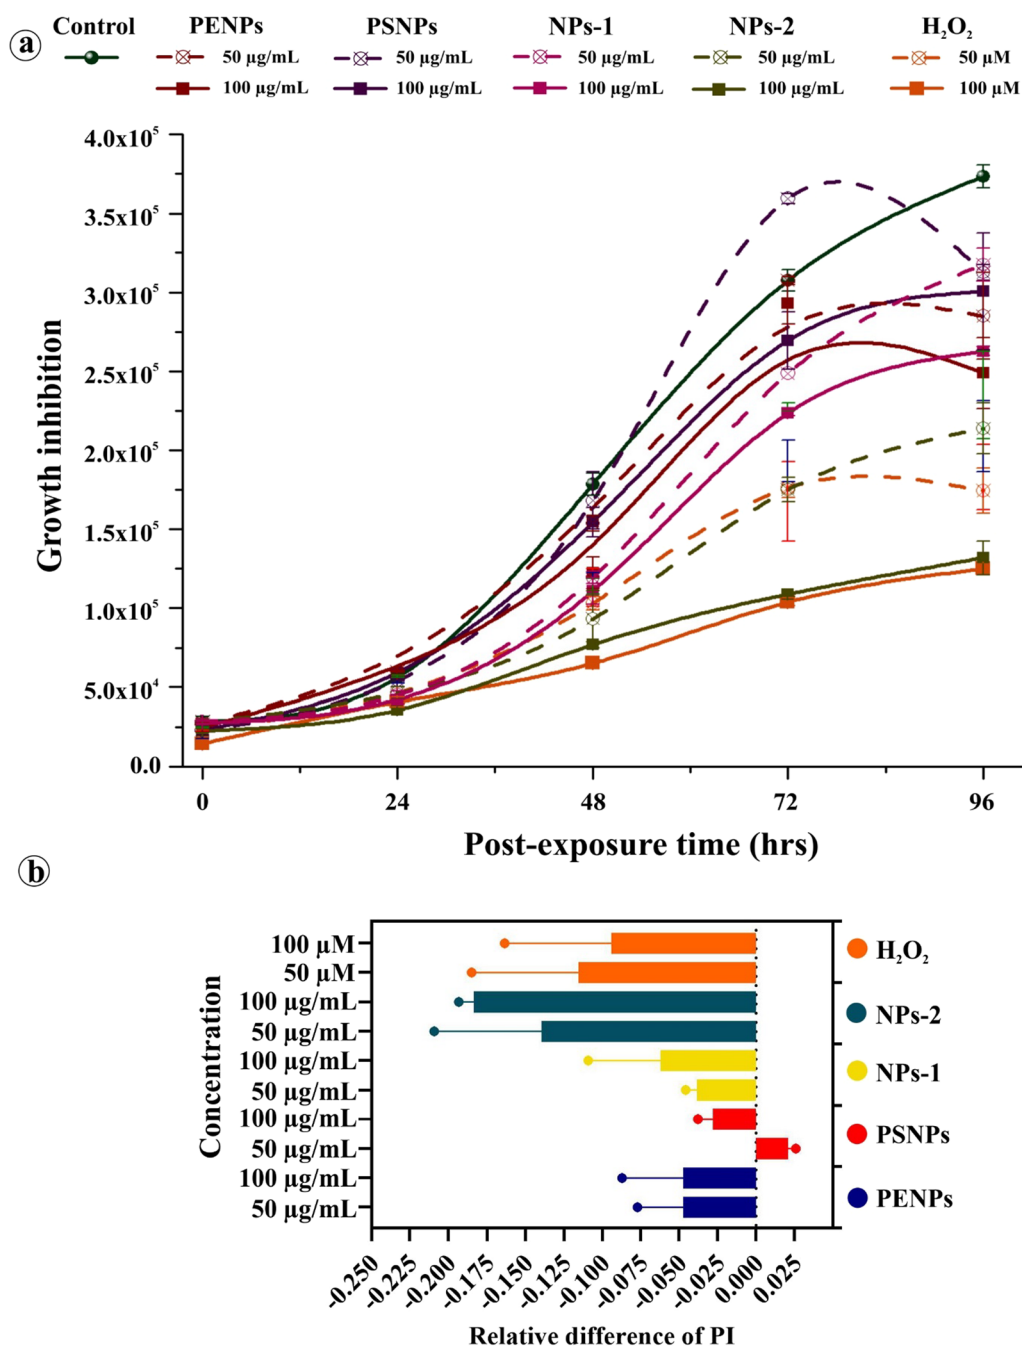 a
Control PENPs PSNPs NPs-1 NPs-2 H₂O₂
50 µg/mL 50 µg/mL 50 µg/mL 50 µg/mL 50 µM
100 µg/mL 100 µg/mL 100 µg/mL 100 µg/mL 100 µM
4.0x10⁵
3.5x10⁵
3.0x10⁵
2.5x10⁵
2.0x10⁵
1.5x10⁵
1.0x10⁵
5.0x10⁴
0.0
Growth inhibition
0 24 48 72 96
Post-exposure time (hrs)
b
Concentration
100 µM
50 µM
100 µg/mL
50 µg/mL
100 µg/mL
50 µg/mL
100 µg/mL
50 µg/mL
100 µg/mL
50 µg/mL
H₂O₂
NPs-2
NPs-1
PSNPs
PENPs
-0.250 -0.225 -0.200 -0.175 -0.150 -0.125 -0.100 -0.075 -0.050 -0.025 0.000 0.025
Relative difference of PI